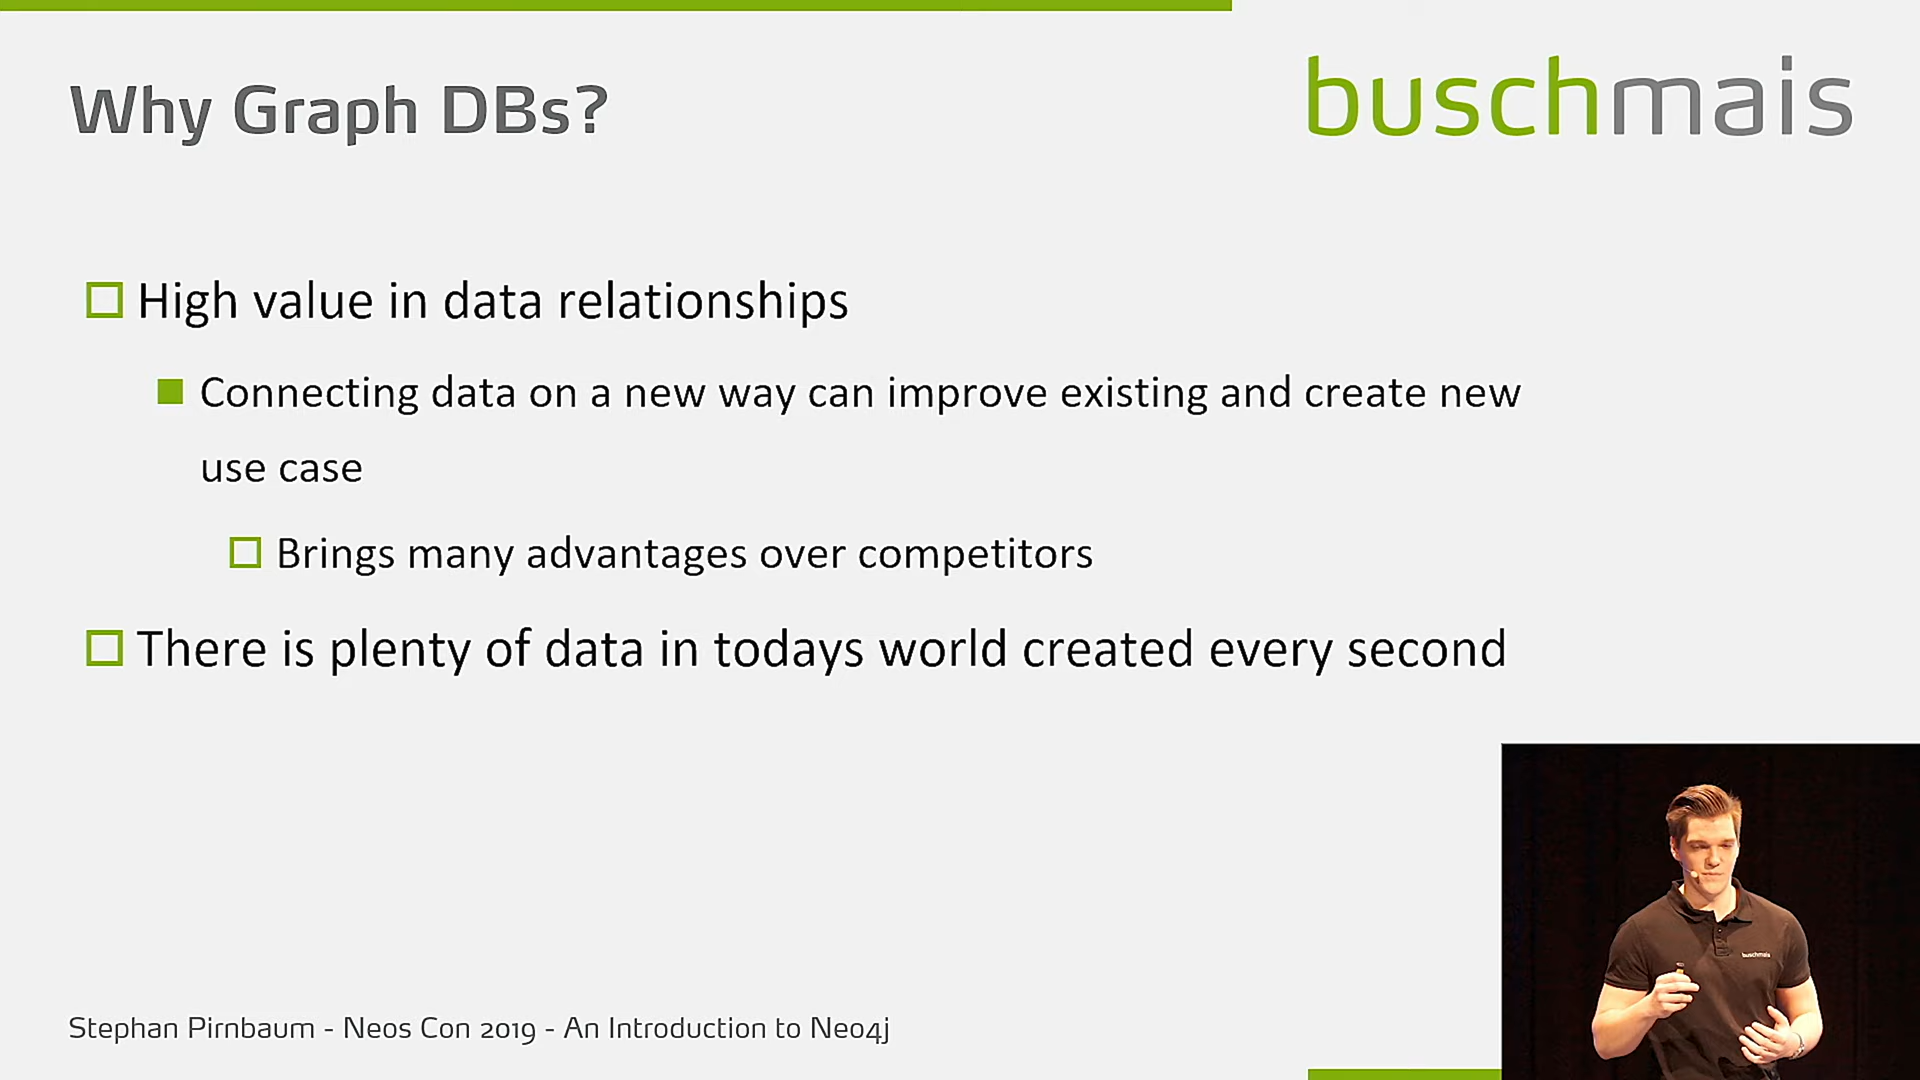 Why Graph DBs?
buschmais
High value in data relationships
Connecting data on a new way can improve existing and create new
use case
Brings many advantages over competitors
There is plenty of data in todays world created every second
buschmais
Stephan Pirnbaum - Neos Con 2019 - An Introduction to Neo4j